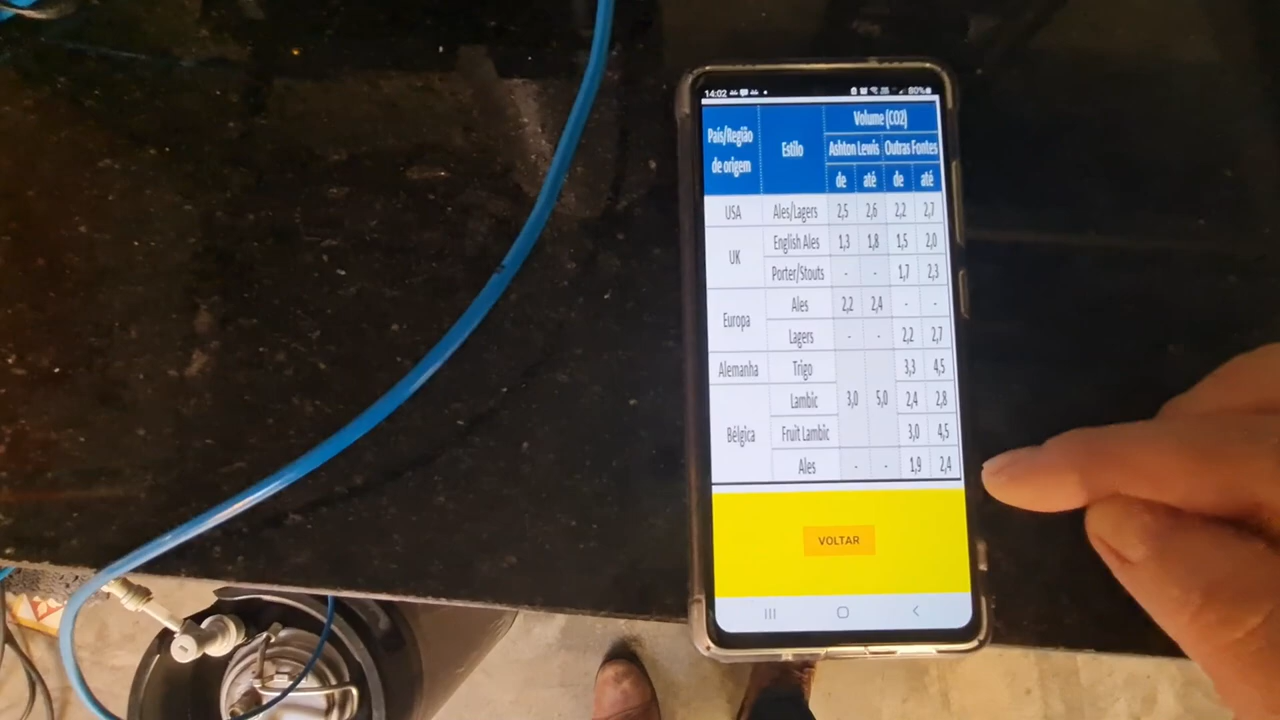 14:02 80%
Volume (CO2)
País/Região de origem Estilo Ashton Lewis Outras Fontes
de até de até
USA Ales/Lagers 2,5 2,6 2,2 2,7
UK English Ales 1,3 1,8 1,5 2,0
Porter/Stouts - - 1,7 2,3
Europa Ales 2,2 2,4 - -
Lagers - - 2,2 2,7
Alemanha Trigo 3,3 4,5
Lambic 3,0 5,0 2,4 2,8
Bélgica Fruit Lambic 3,0 4,5
Ales - - 1,9 2,4
VOLTAR